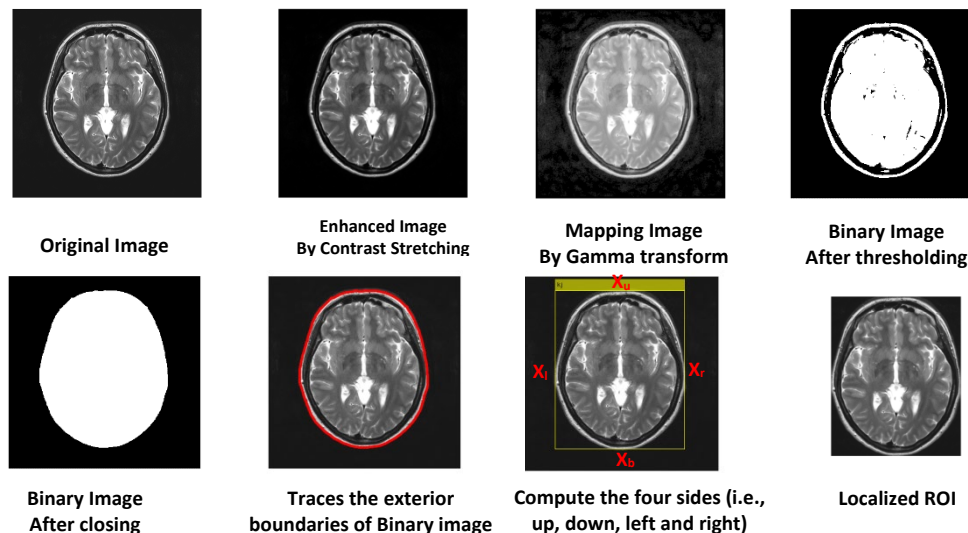 Original Image
Enhanced Image
By Contrast Stretching
Mapping Image
By Gamma transform
Binary Image
After thresholding
Xu
Xl
Xr
Xb
Binary Image
After closing
Traces the exterior
boundaries of Binary image
Compute the four sides (i.e.,
up, down, left and right)
Localized ROI